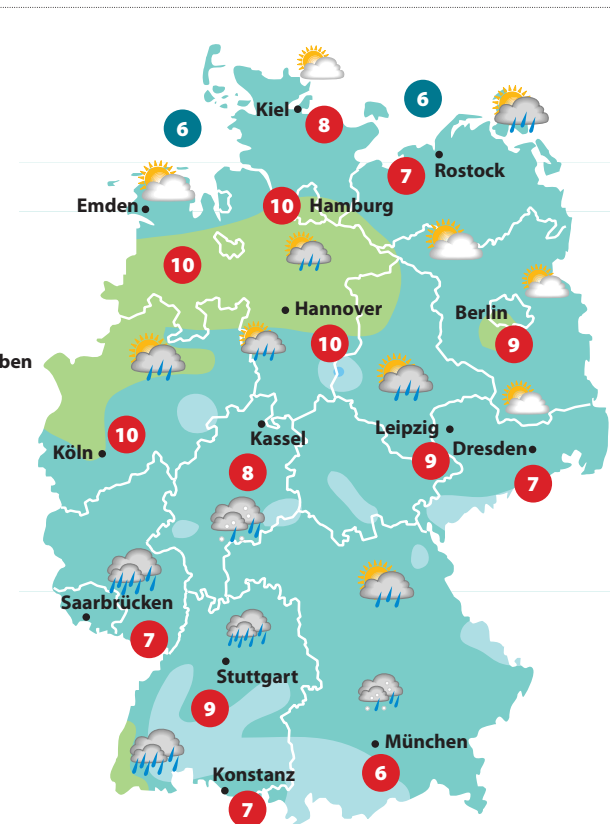 Kiel
6
8
6
7
Rostock
Emden
10
Hamburg
10
Hannover
Berlin
10
9
ben
10
Köln
Kassel
Leipzig
Dresden
8
9
7
Saarbrücken
7
Stuttgart
9
München
Konstanz
6
7